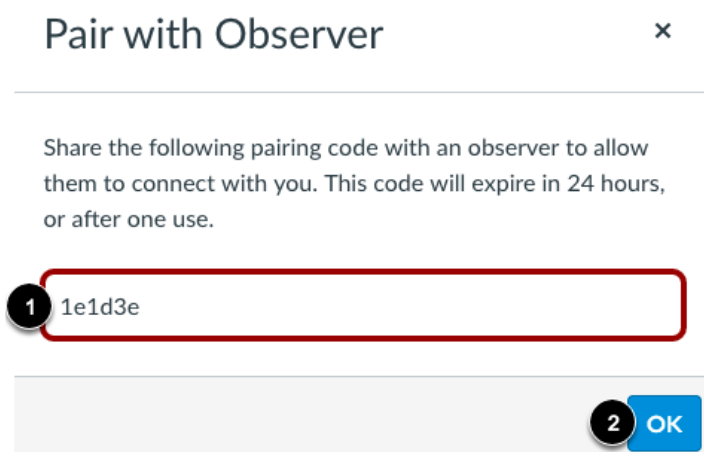 Pair with Observer ×
Share the following pairing code with an observer to allow
them to connect with you. This code will expire in 24 hours,
or after one use.
1 1e1d3e
2 OK